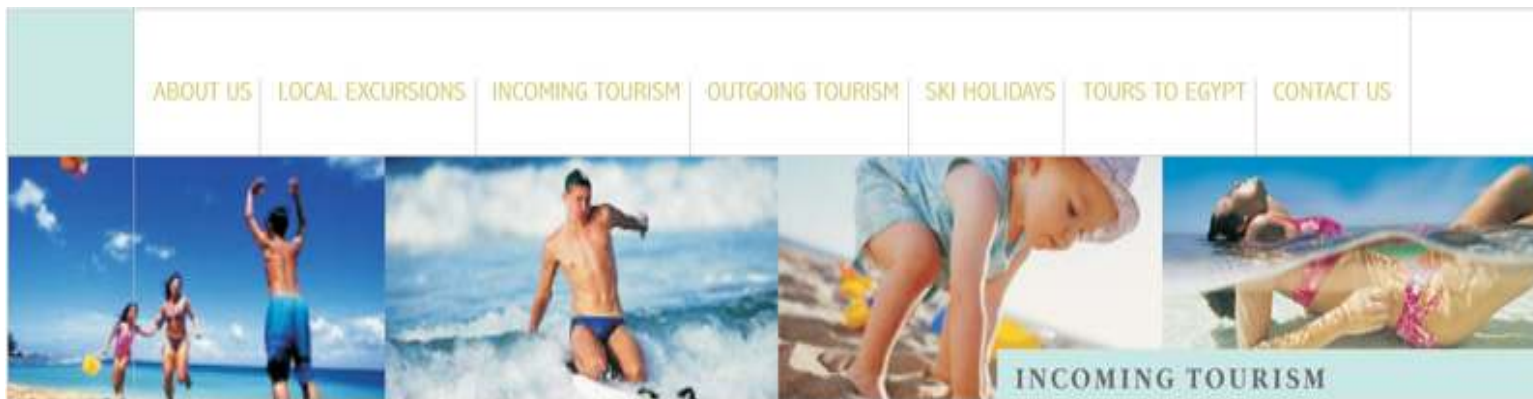 ABOUT US LOCAL EXCURSIONS INCOMING TOURISM OUTGOING TOURISM SKI HOLIDAYS TOURS TO EGYPT CONTACT US
INCOMING TOURISM